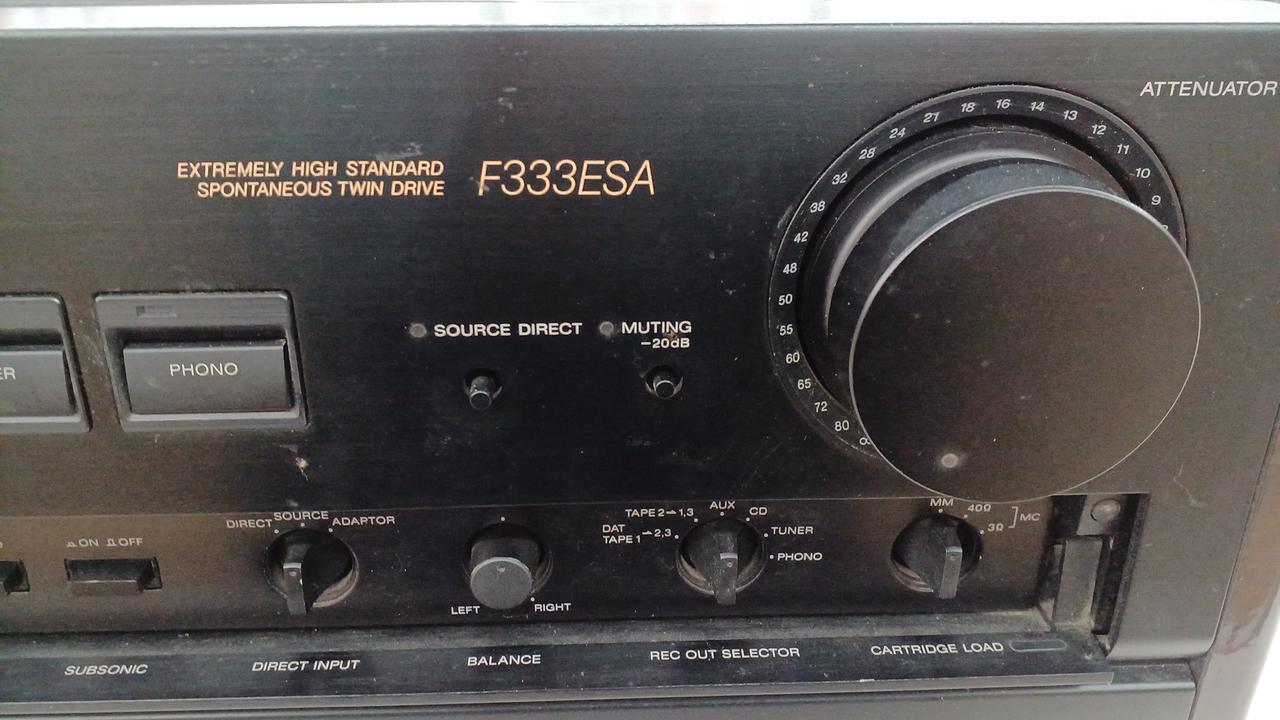 ATTENUATOR
EXTREMELY HIGH STANDARD
SPONTANEOUS TWIN DRIVE
F333ESA
16
18
14
21
13
24
12
28
11
32
10
38
9
42
48
50
55
60
65
72
80
∞
SOURCE DIRECT
MUTING
−20dB
ER
PHONO
ON OFF
DIRECT
SOURCE
ADAPTOR
LEFT
RIGHT
TAPE 2→1,3
DAT
TAPE 1→2,3
AUX
CD
TUNER
PHONO
MM
40Ω
3Ω
MC
SUBSONIC
DIRECT INPUT
BALANCE
REC OUT SELECTOR
CARTRIDGE LOAD